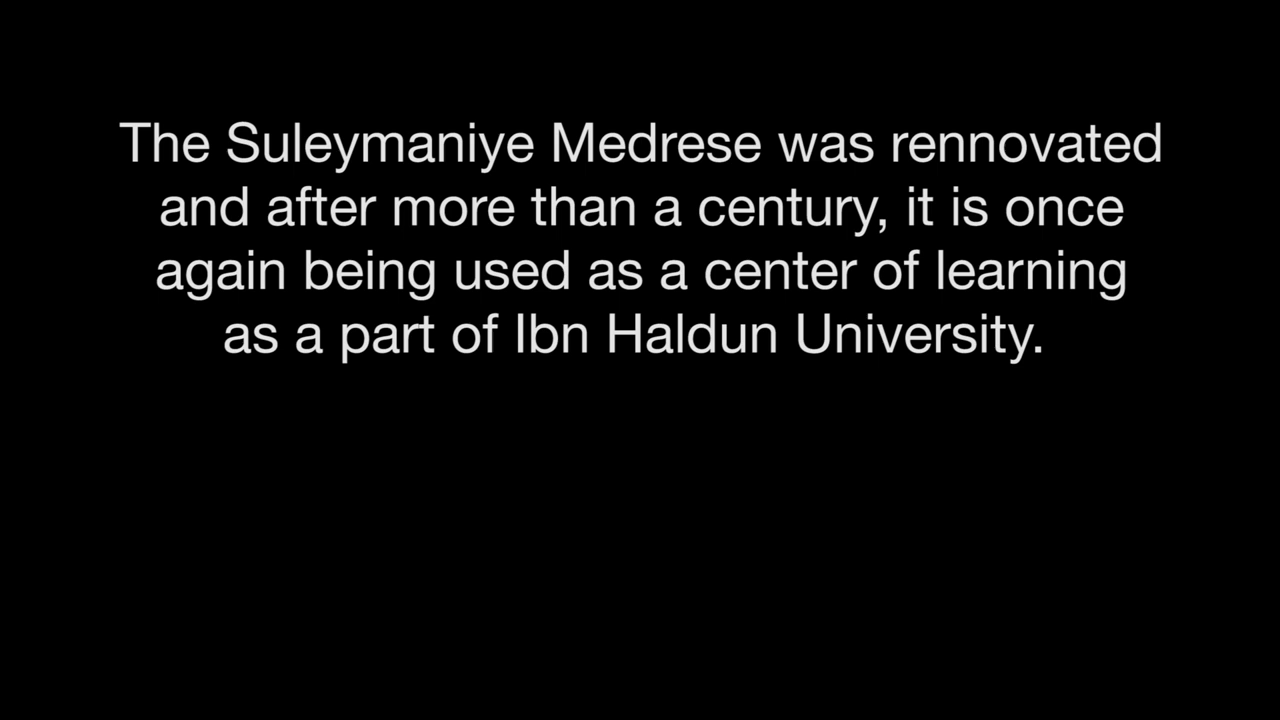 The Suleymaniye Medrese was rennovated
and after more than a century, it is once
again being used as a center of learning
as a part of Ibn Haldun University.